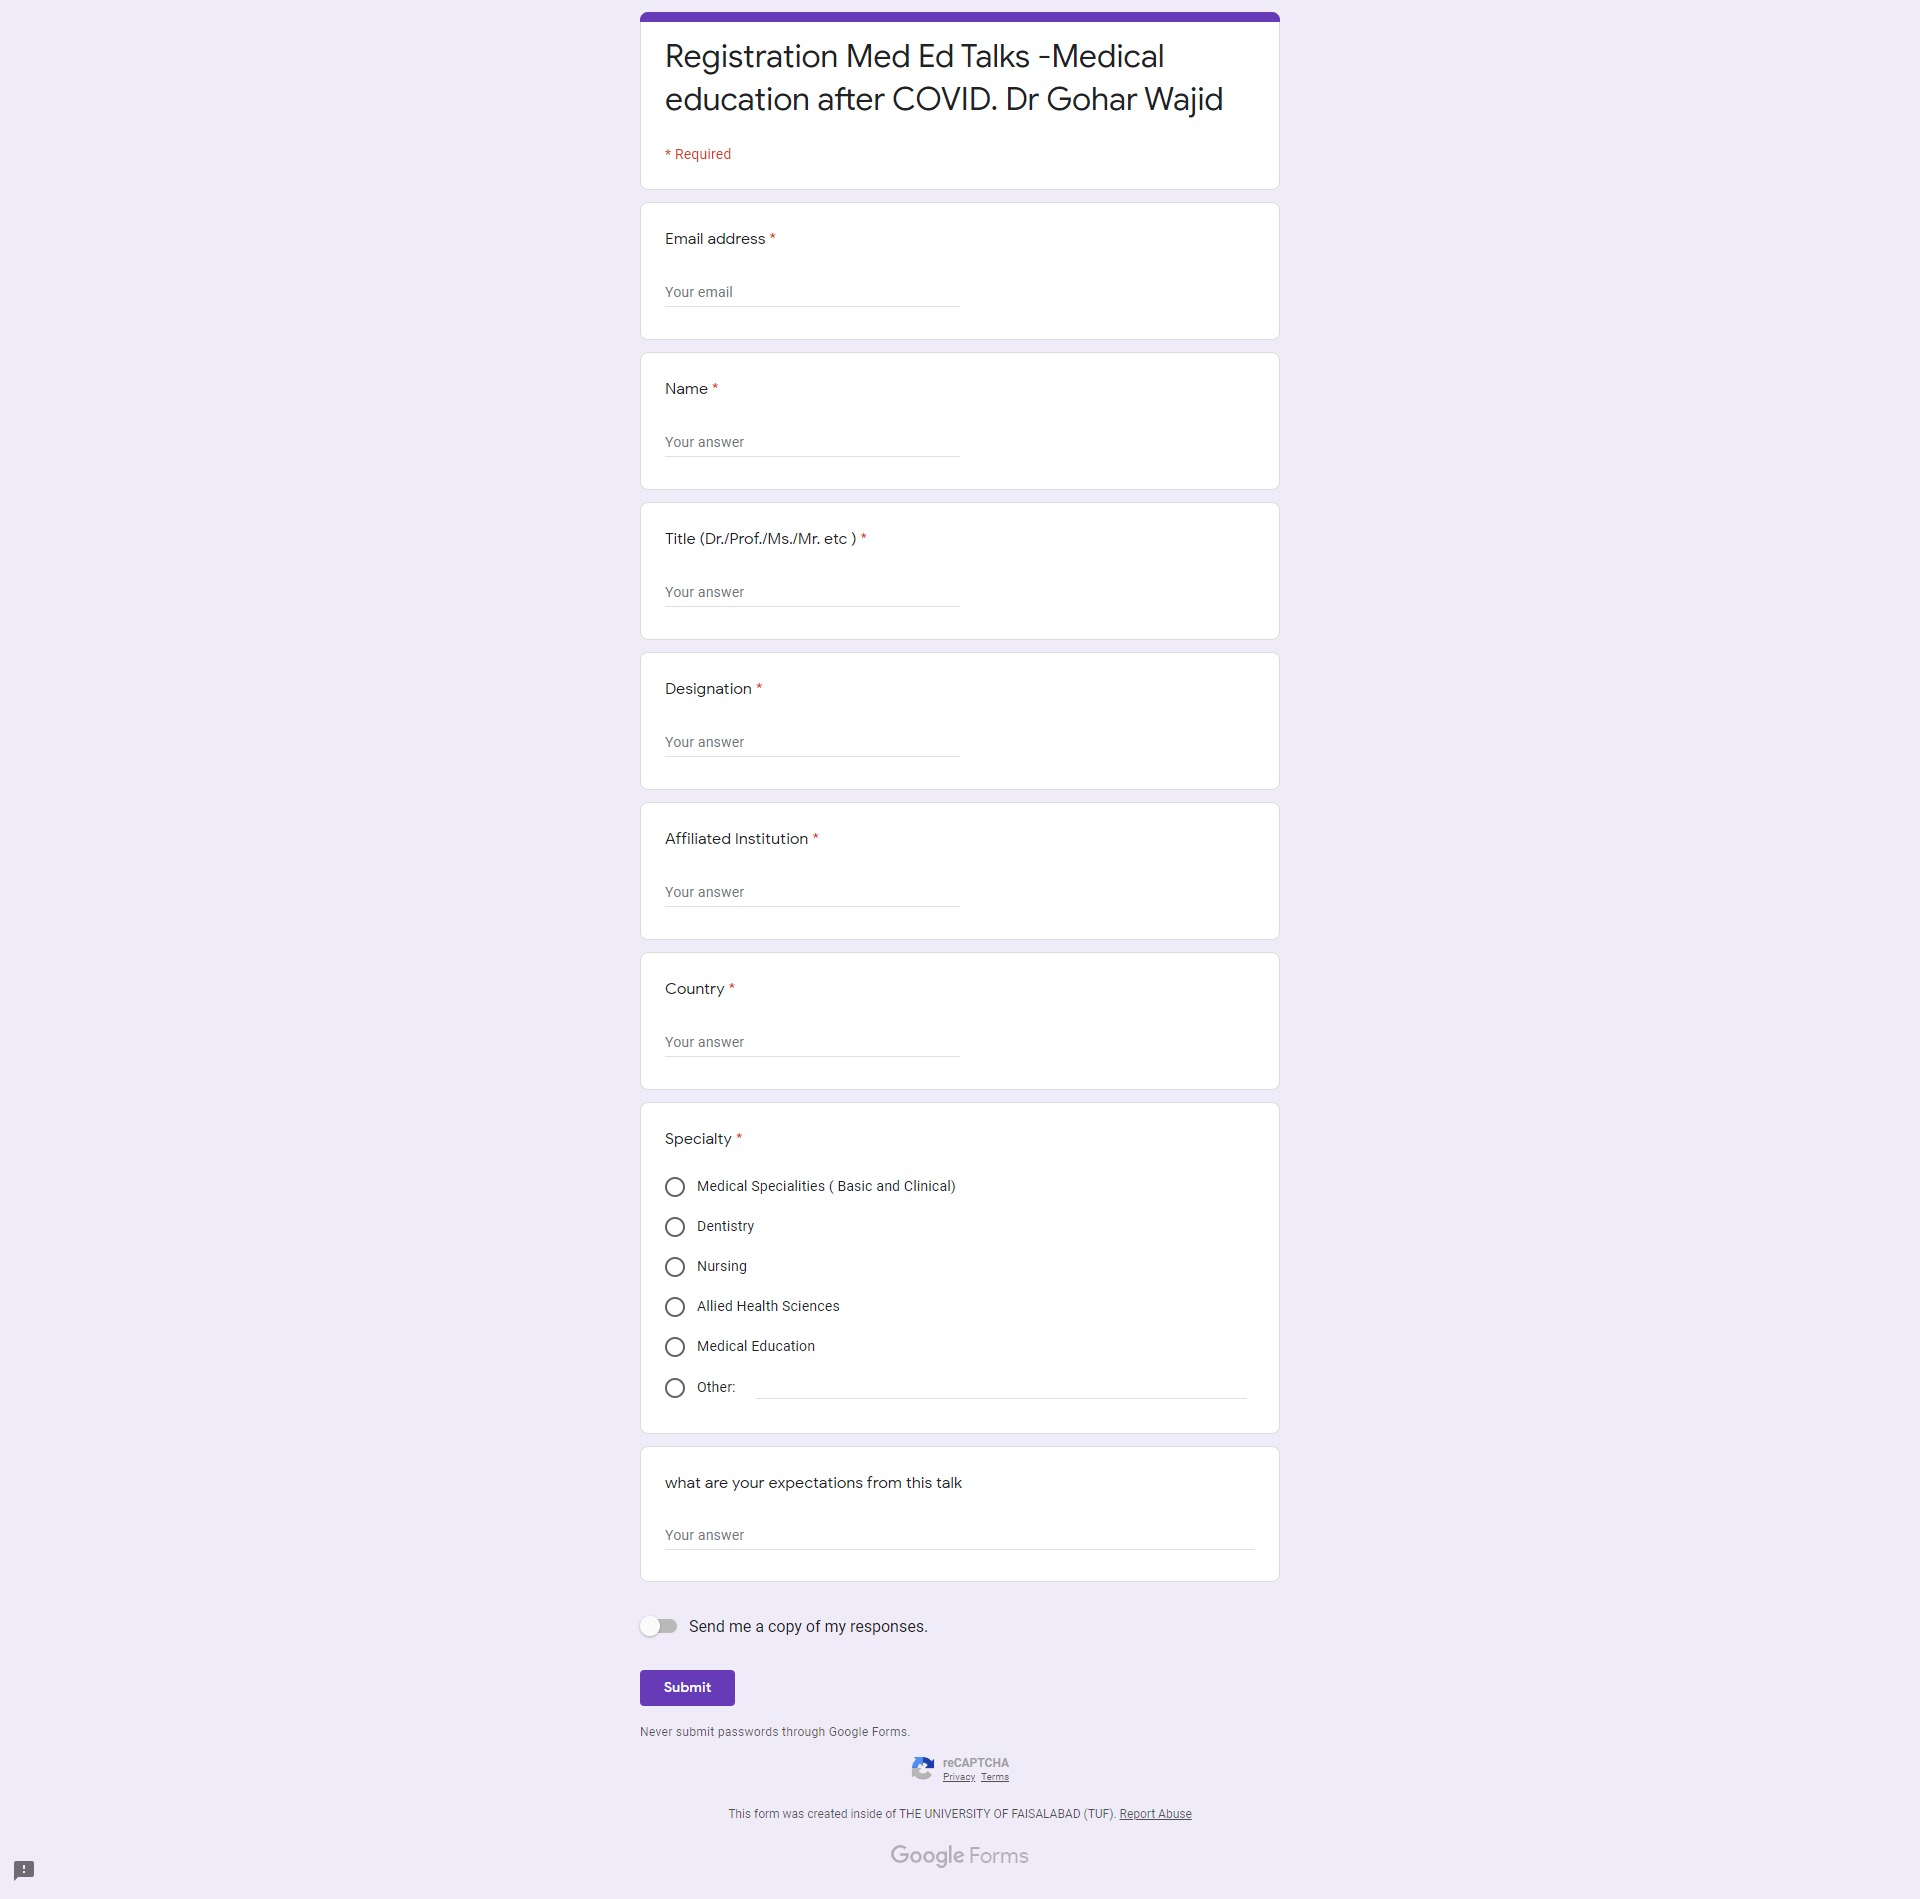 Registration Med Ed Talks -Medical
education after COVID. Dr Gohar Wajid
* Required
Email address *
Your email
Name *
Your answer
Title (Dr./Prof./Ms./Mr. etc ) *
Your answer
Designation *
Your answer
Affiliated Institution *
Your answer
Country *
Your answer
Specialty *
Medical Specialities ( Basic and Clinical)
Dentistry
Nursing
Allied Health Sciences
Medical Education
Other:
what are your expectations from this talk
Your answer
Send me a copy of my responses.
Submit
Never submit passwords through Google Forms.
reCAPTCHA
Privacy Terms
This form was created inside of THE UNIVERSITY OF FAISALABAD (TUF). Report Abuse
Google Forms